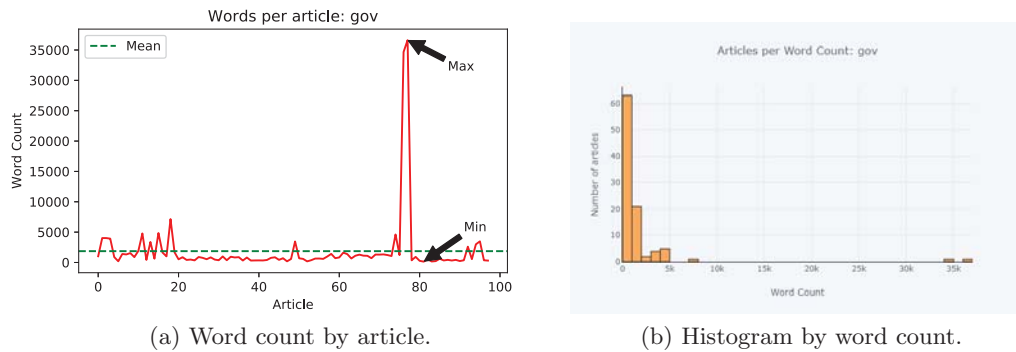 Words per article: gov
Mean
Max
Min
35000
30000
25000
20000
15000
10000
5000
0
Word Count
0 20 40 60 80 100
Article
(a) Word count by article.
Articles per Word Count: gov
60
50
40
30
20
10
0
Number of articles
0 5k 10k 15k 20k 25k 30k 35k
Word Count
(b) Histogram by word count.